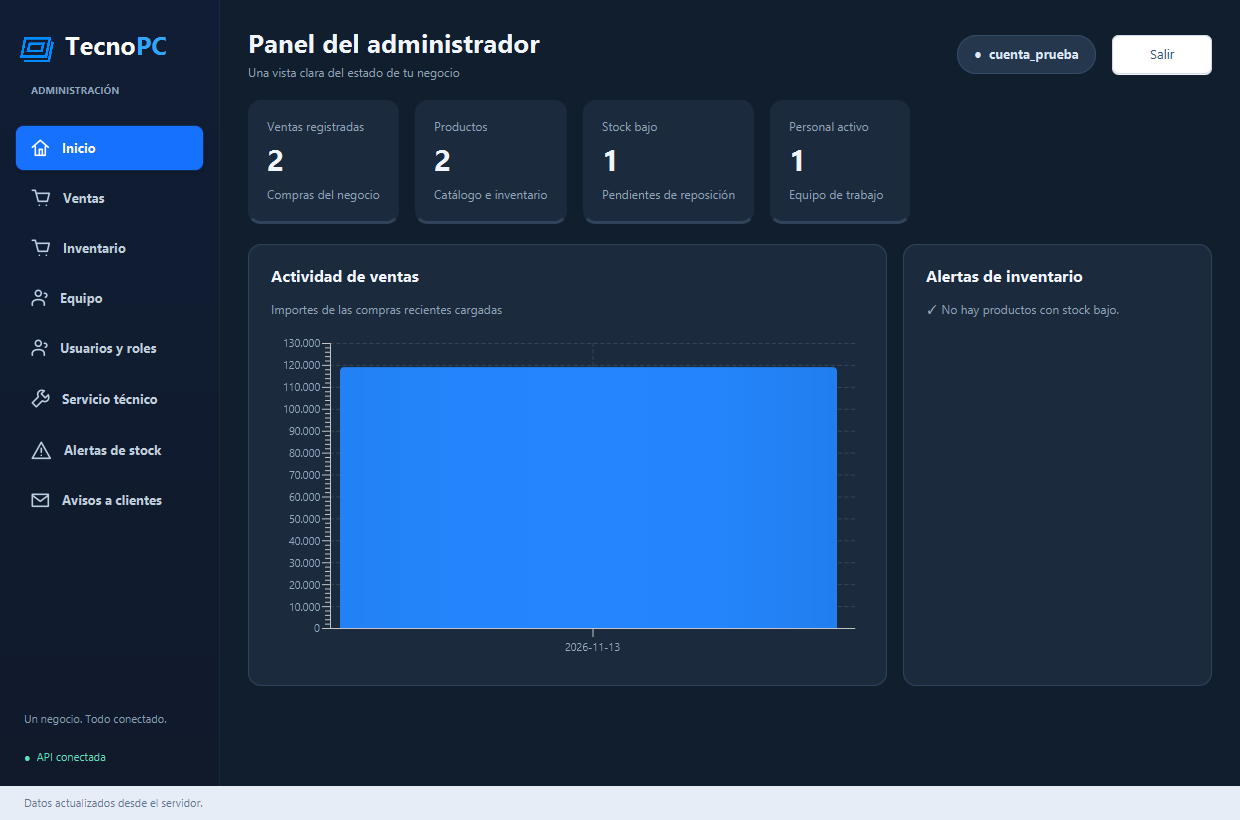 TecnoPC
ADMINISTRACIÓN
Inicio
Ventas
Inventario
Equipo
Usuarios y roles
Servicio técnico
Alertas de stock
Avisos a clientes
Un negocio. Todo conectado.
● API conectada
Panel del administrador
Una vista clara del estado de tu negocio
● cuenta_prueba
Salir
Ventas registradas
2
Compras del negocio
Productos
2
Catálogo e inventario
Stock bajo
1
Pendientes de reposición
Personal activo
1
Equipo de trabajo
Actividad de ventas
Importes de las compras recientes cargadas
130.000
120.000
110.000
100.000
90.000
80.000
70.000
60.000
50.000
40.000
30.000
20.000
10.000
0
2026-11-13
Alertas de inventario
✓ No hay productos con stock bajo.
Datos actualizados desde el servidor.